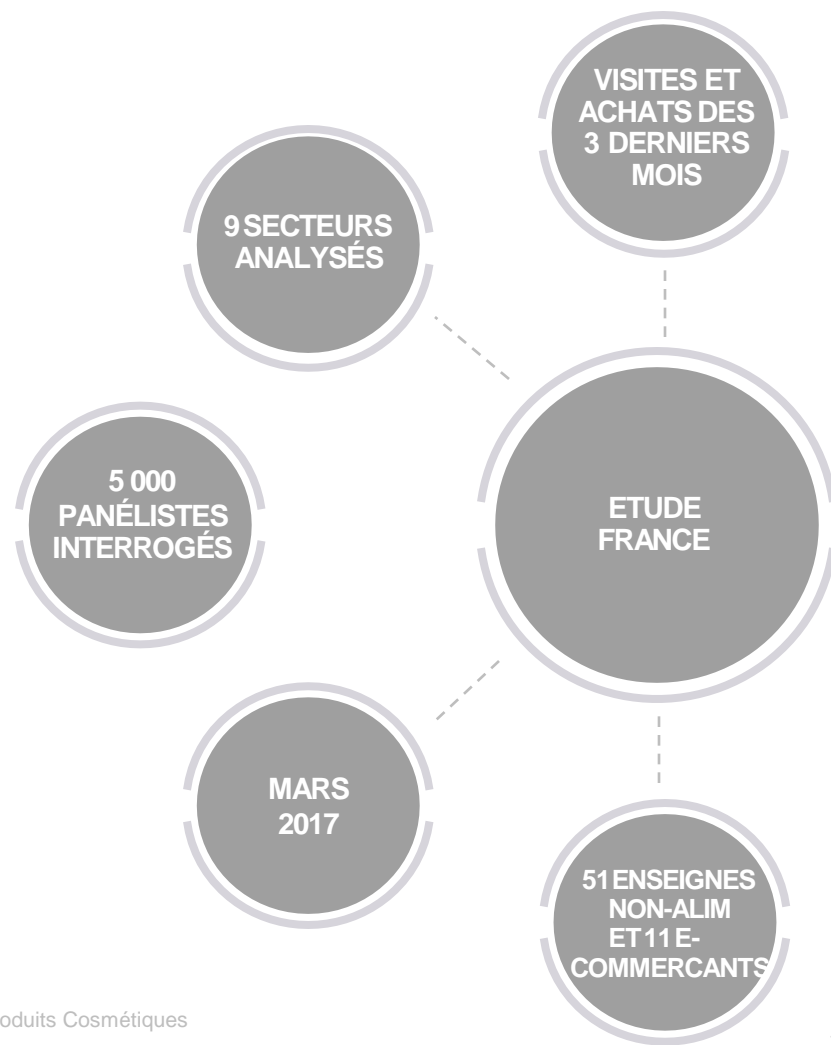 VISITES ET
ACHATS DES
3 DERNIERS
MOIS
9 SECTEURS
ANALYSÉS
5 000
PANÉLISTES
INTERROGÉS
ETUDE
FRANCE
MARS
2017
51 ENSEIGNES
NON-ALIM
ET 11 E-
COMMERCANTS
oduits Cosmétiques